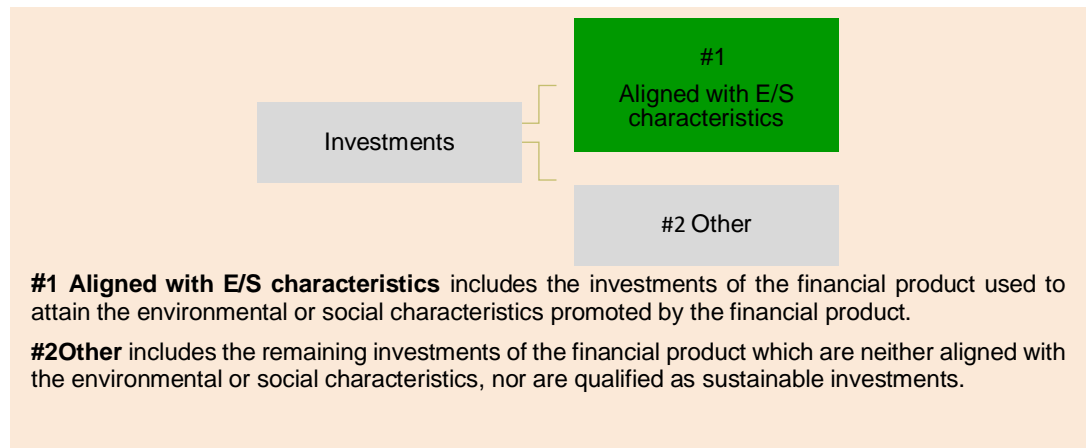 #1
Aligned with E/S
characteristics
Investments
#2 Other
#1 Aligned with E/S characteristics includes the investments of the financial product used to
attain the environmental or social characteristics promoted by the financial product.
#2Other includes the remaining investments of the financial product which are neither aligned with
the environmental or social characteristics, nor are qualified as sustainable investments.